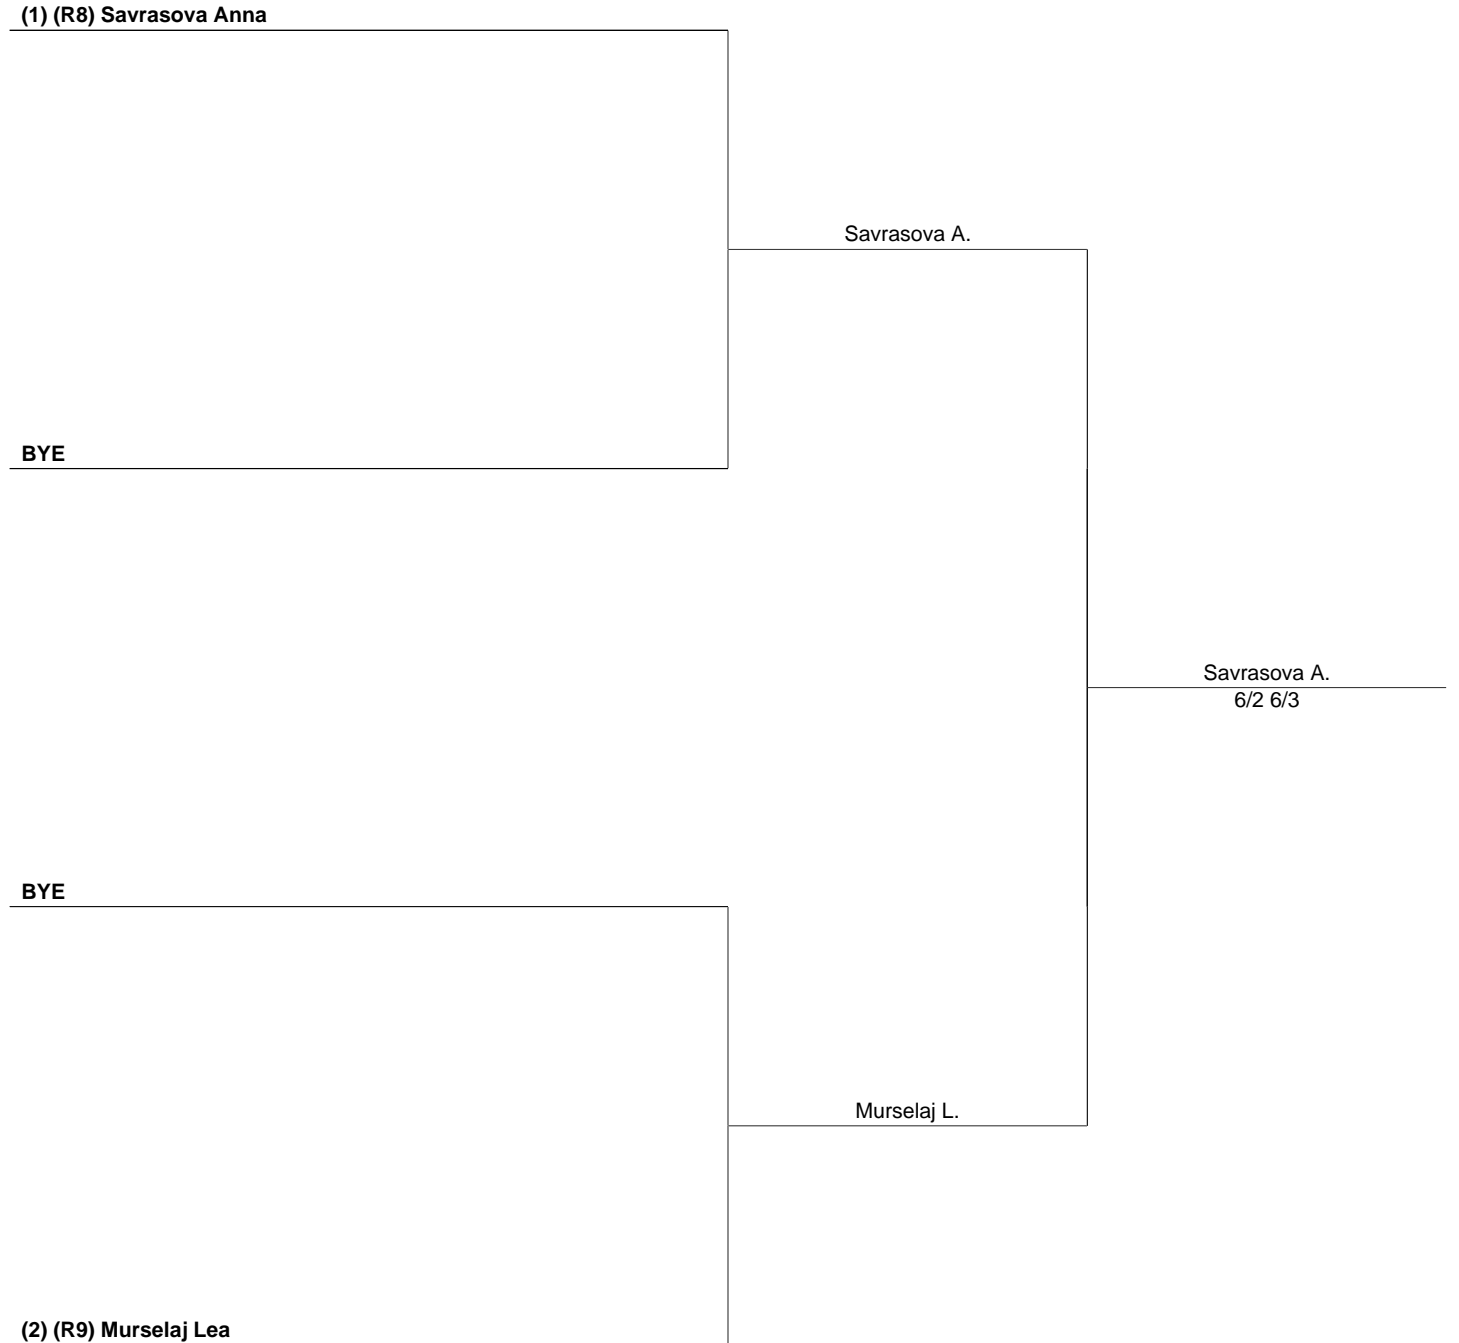 (1) (R8) Savrasova Anna
Savrasova A.
BYE
Savrasova A.
6/2 6/3
BYE
Murselaj L.
(2) (R9) Murselaj Lea